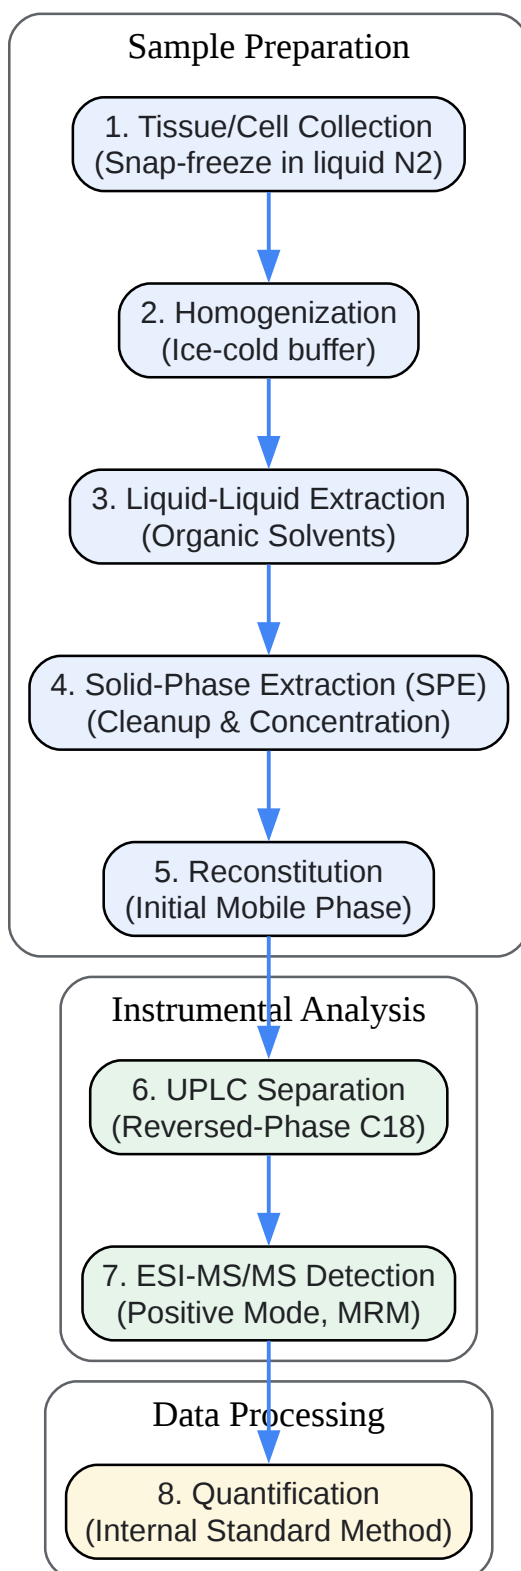 Sample Preparation
1. Tissue/Cell Collection
(Snap-freeze in liquid N2)
2. Homogenization
(Ice-cold buffer)
3. Liquid-Liquid Extraction
(Organic Solvents)
4. Solid-Phase Extraction (SPE)
(Cleanup & Concentration)
5. Reconstitution
(Initial Mobile Phase)
Instrumental Analysis
6. UPLC Separation
(Reversed-Phase C18)
7. ESI-MS/MS Detection
(Positive Mode, MRM)
Data Processing
8. Quantification
(Internal Standard Method)